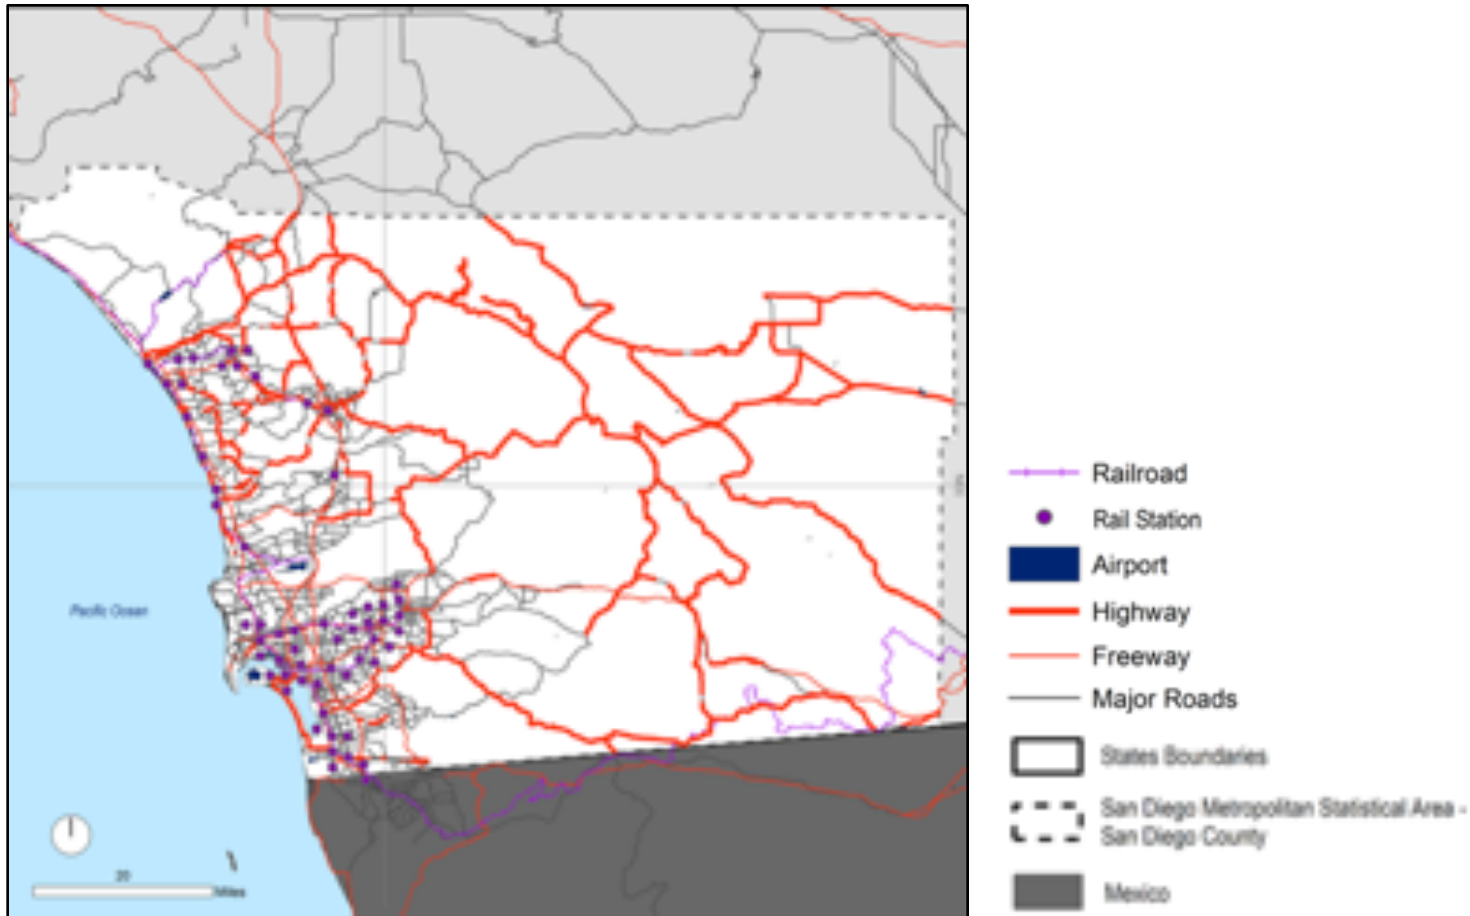 Pacific Ocean
20
Miles
Railroad
Rail Station
Airport
Highway
Freeway
Major Roads
States Boundaries
San Diego Metropolitan Statistical Area -
San Diego County
Mexico